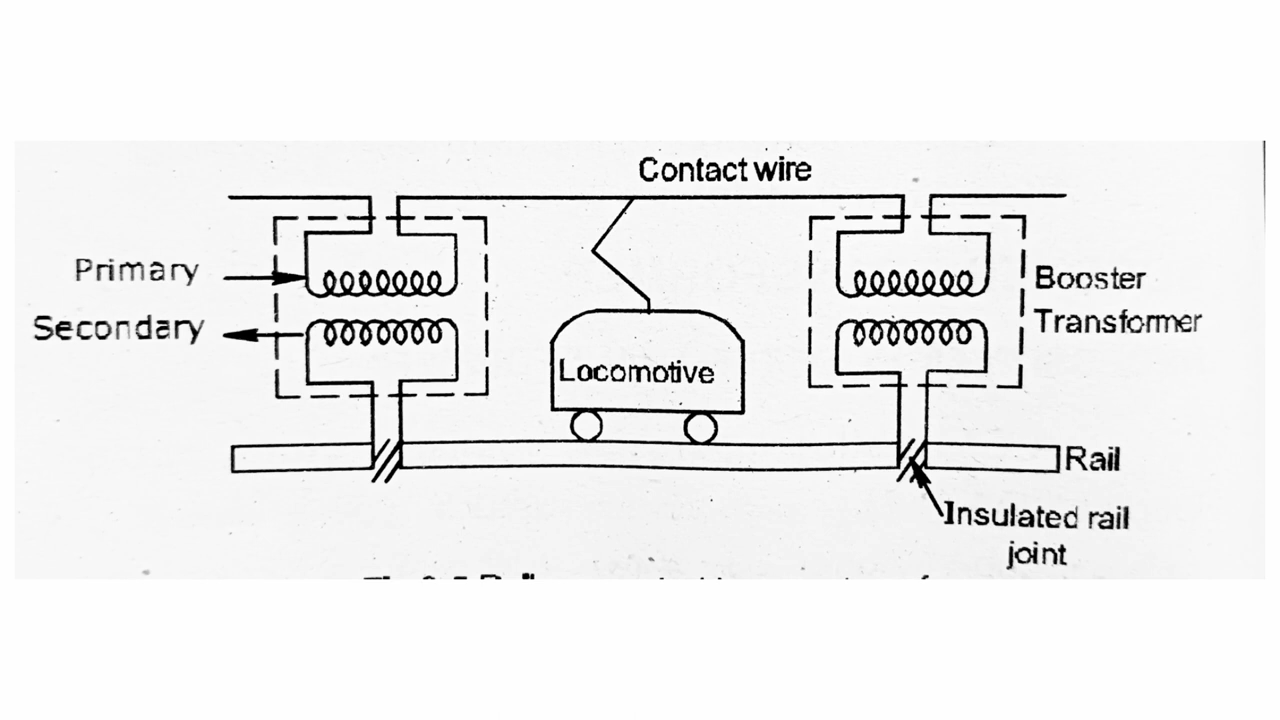 Contact wire
Primary
Secondary
Booster
Transformer
Locomotive
Rail
Insulated rail
joint